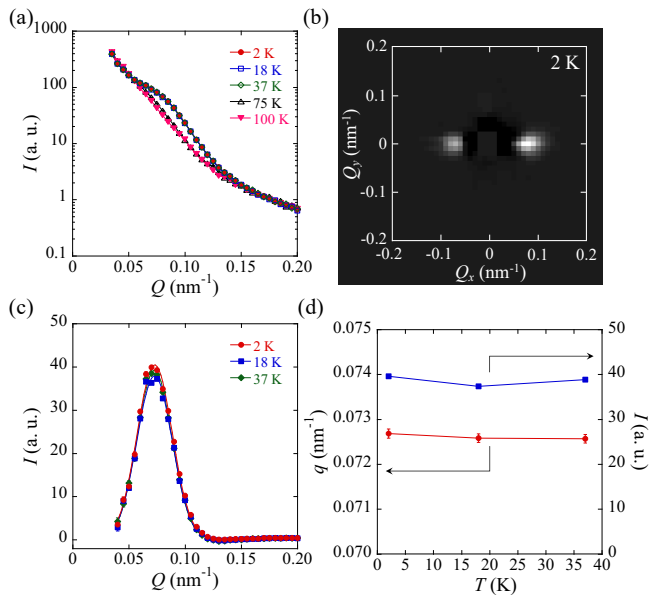 (a)
1000
100
10
1
0.1
I (a. u.)
2 K
18 K
37 K
75 K
100 K
0
0.05
0.10
0.15
0.20
Q (nm⁻¹)
(b)
2 K
0.2
0.1
0
-0.1
-0.2
Qy (nm⁻¹)
-0.2
-0.1
0
0.1
0.2
Qx (nm⁻¹)
(c)
50
40
30
20
10
0
I (a. u.)
2 K
18 K
37 K
0
0.05
0.10
0.15
0.20
Q (nm⁻¹)
(d)
0.075
0.074
0.073
0.072
0.071
0.070
q (nm⁻¹)
50
40
30
20
10
0
I (a. u.)
0
5
10
15
20
25
30
35
40
T (K)